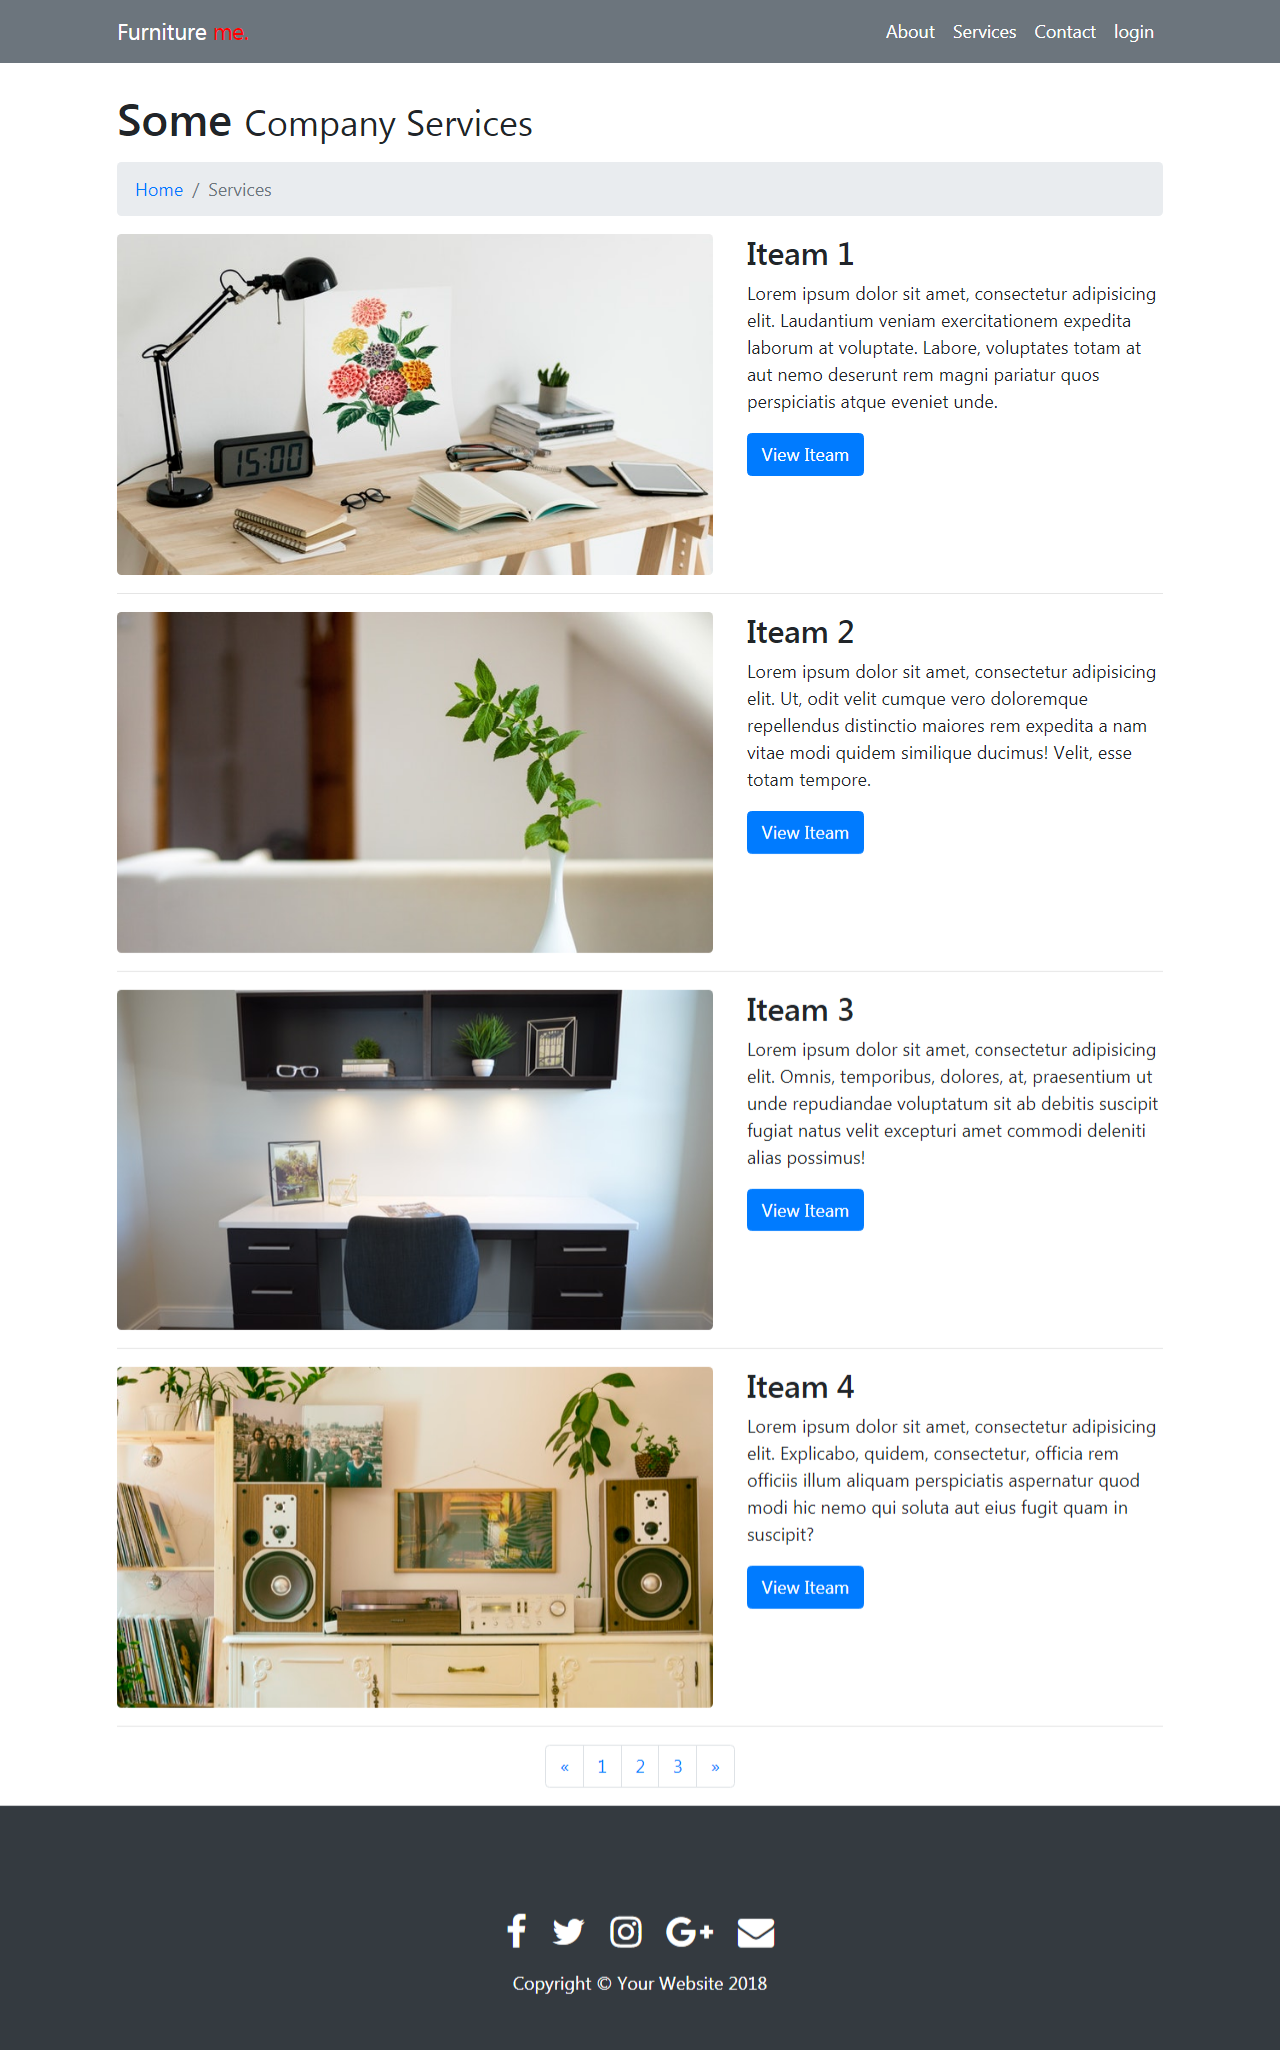 Furniture me.
About Services Contact login
Some Company Services
Home / Services
15:00
Iteam 1
Lorem ipsum dolor sit amet, consectetur adipisicing
elit. Laudantium veniam exercitationem expedita
laborum at voluptate. Labore, voluptates totam at
aut nemo deserunt rem magni pariatur quos
perspiciatis atque eveniet unde.
View Iteam
Iteam 2
Lorem ipsum dolor sit amet, consectetur adipisicing
elit. Ut, odit velit cumque vero doloremque
repellendus distinctio maiores rem expedita a nam
vitae modi quidem similique ducimus! Velit, esse
totam tempore.
View Iteam
Iteam 3
Lorem ipsum dolor sit amet, consectetur adipisicing
elit. Omnis, temporibus, dolores, at, praesentium ut
unde repudiandae voluptatum sit ab debitis suscipit
fugiat natus velit excepturi amet commodi deleniti
alias possimus!
View Iteam
Iteam 4
Lorem ipsum dolor sit amet, consectetur adipisicing
elit. Explicabo, quidem, consectetur, officia rem
officiis illum aliquam perspiciatis aspernatur quod
modi hic nemo qui soluta aut eius fugit quam in
suscipit?
View Iteam
« 1 2 3 »
Copyright © Your Website 2018